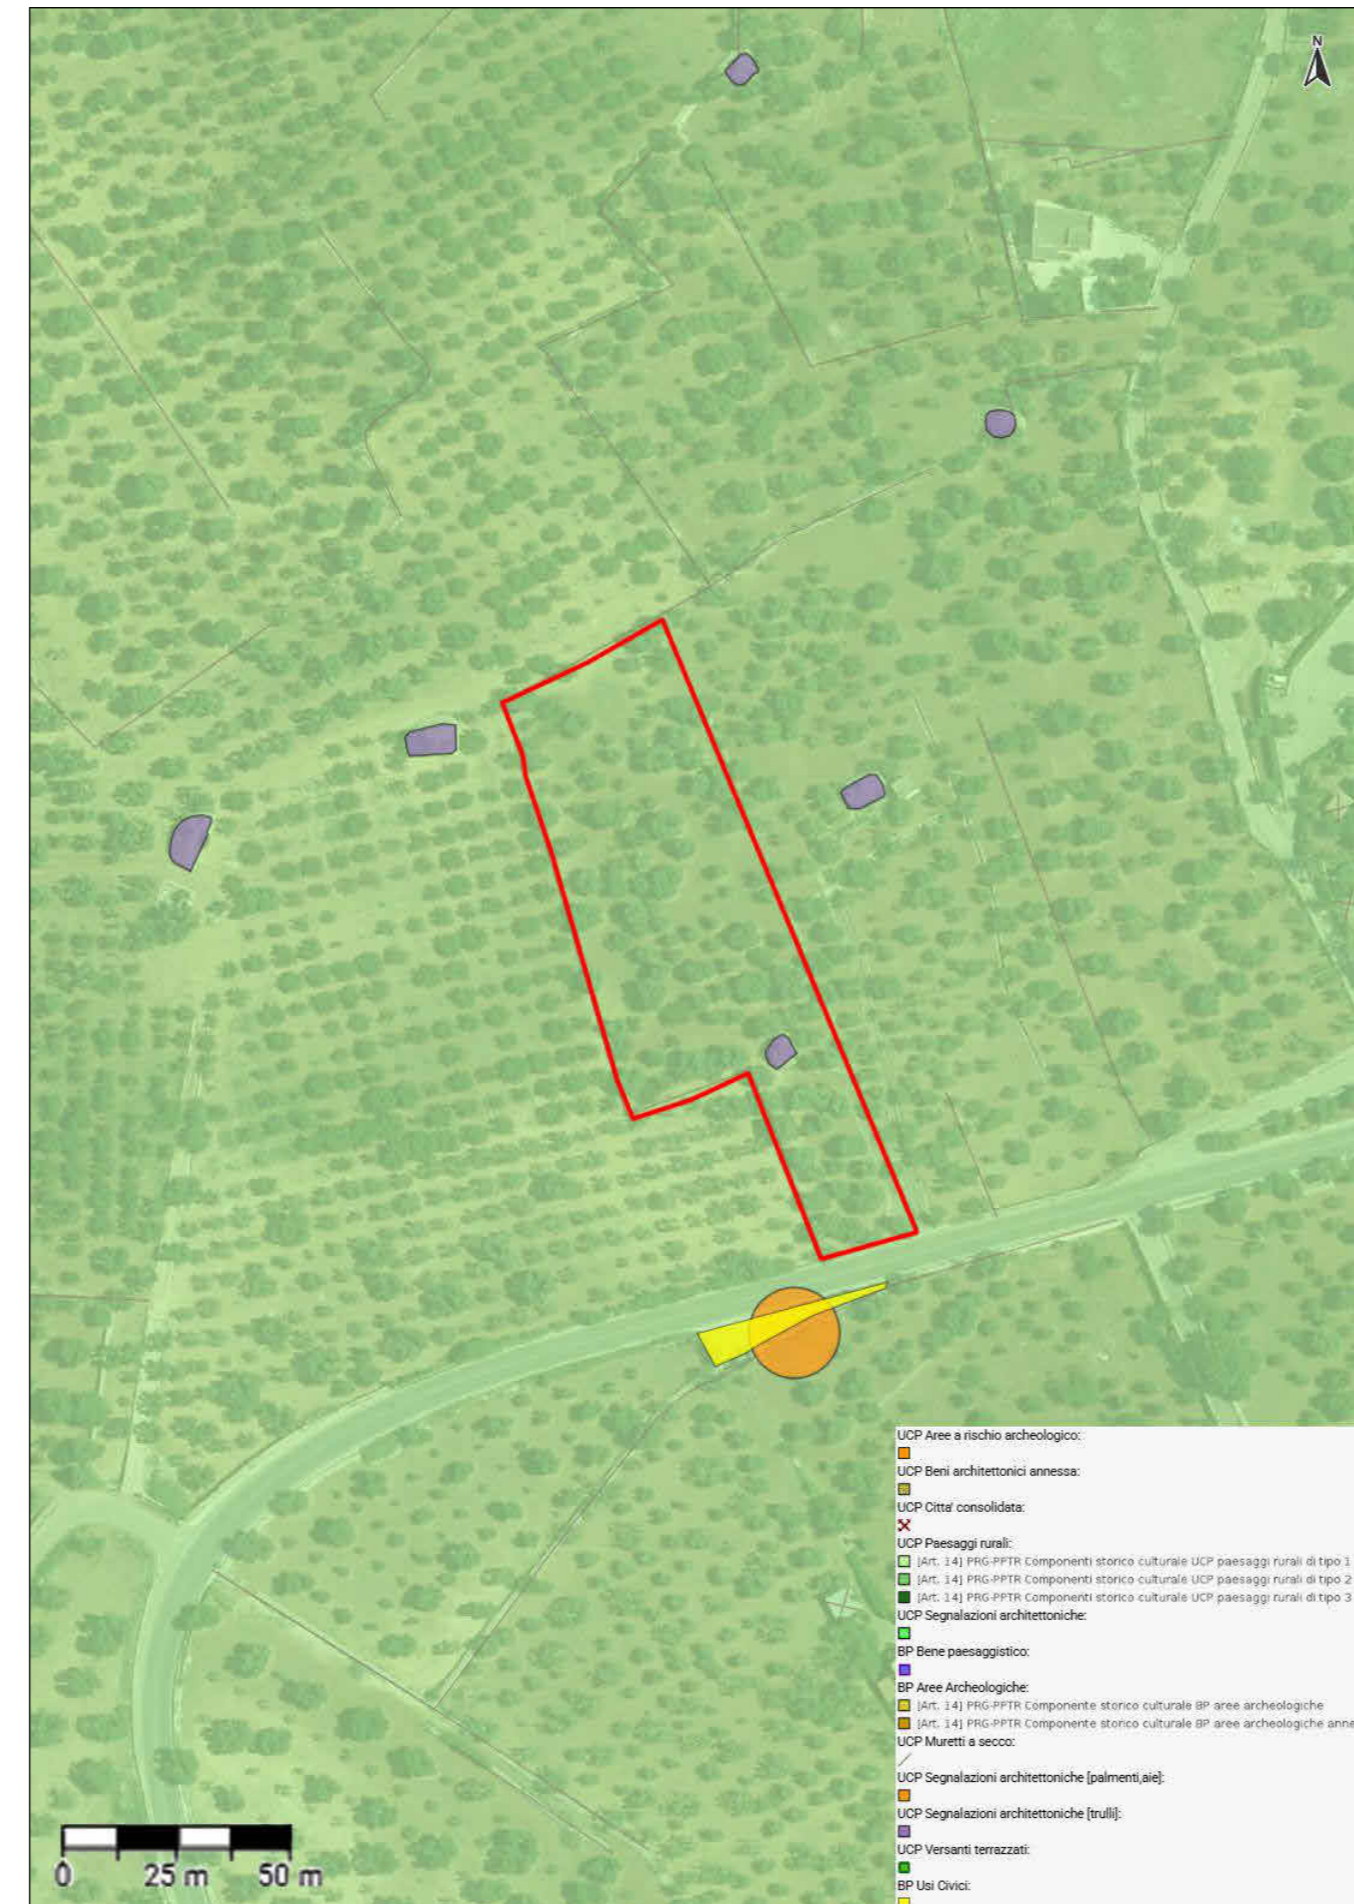 N
UCP Aree a rischio archeologico:
UCP Beni architettonici annessa:
UCP Citta' consolidata:
UCP Paesaggi rurali:
[Art. 14] PRG-PPTR Componenti storico culturale UCP paesaggi rurali di tipo 1
[Art. 14] PRG-PPTR Componenti storico culturale UCP paesaggi rurali di tipo 2
[Art. 14] PRG-PPTR Componenti storico culturale UCP paesaggi rurali di tipo 3
UCP Segnalazioni architettoniche:
BP Bene paesaggistico:
BP Aree Archeologiche:
[Art. 14] PRG-PPTR Componente storico culturale BP aree archeologiche
[Art. 14] PRG-PPTR Componente storico culturale BP aree archeologiche anne
UCP Muretti a secco:
UCP Segnalazioni architettoniche [palmenti,aie]:
UCP Segnalazioni architettoniche [trulli]:
UCP Versanti terrazzati:
BP Usi Civici:
0 25 m 50 m